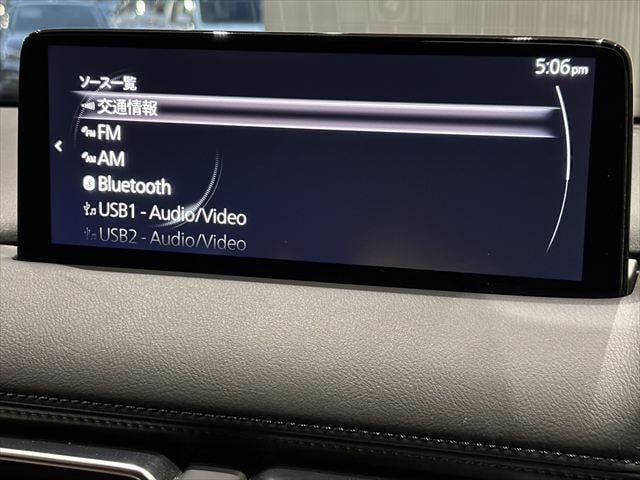 5:06pm
ソース一覧
交通情報
FM
AM
Bluetooth
USB1 - Audio/Video
USB2 - Audio/Video